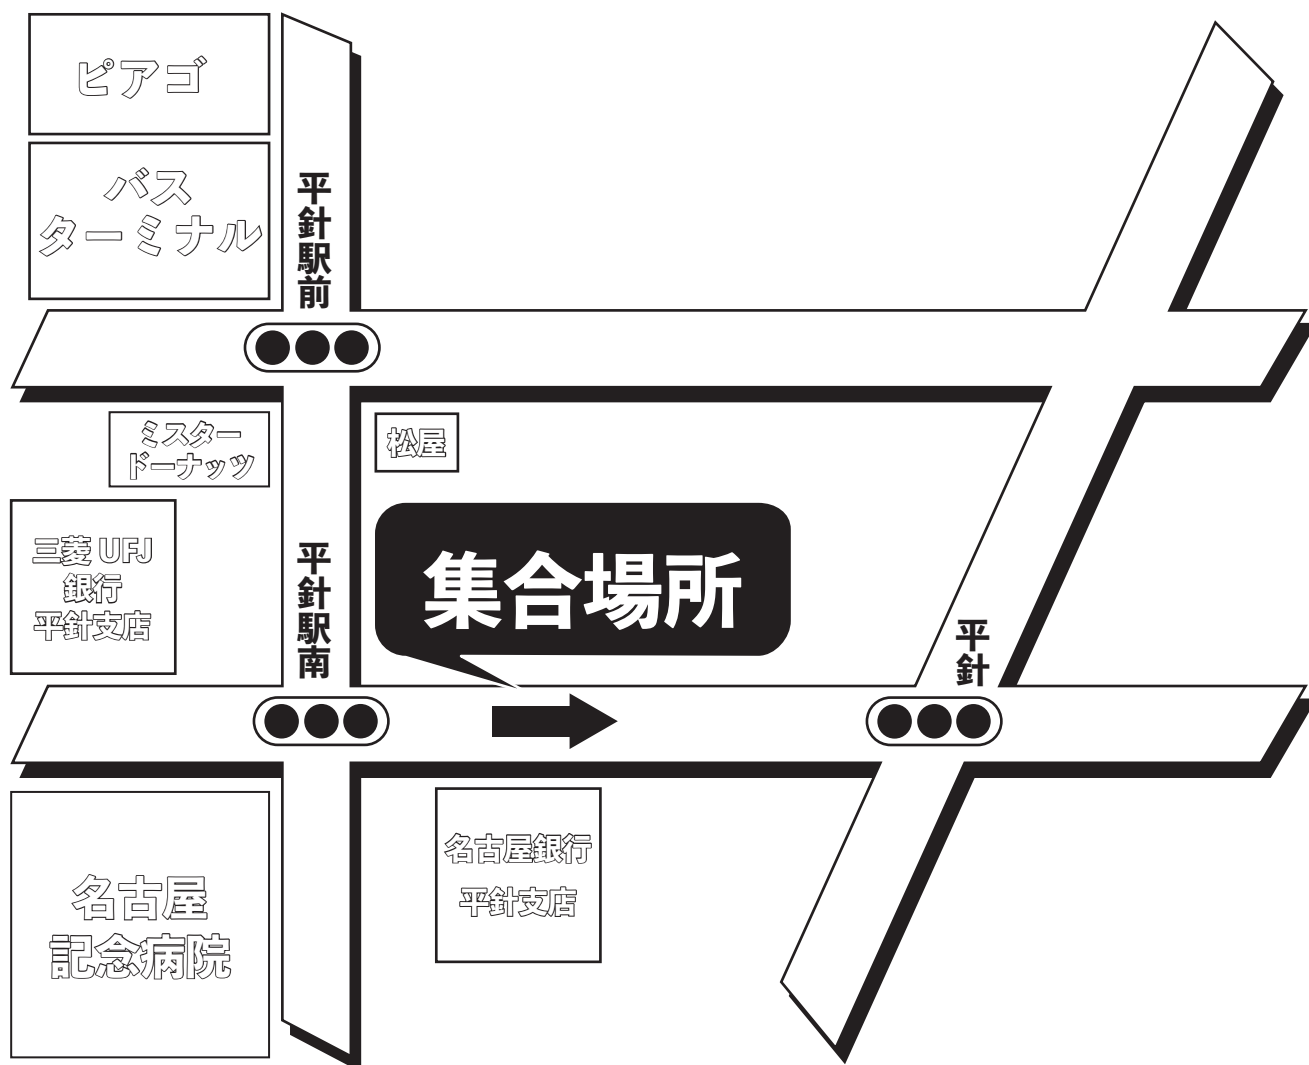 ピアゴ
バス
ターミナル
平針駅前
ミスター
ドーナッツ
松屋
三菱 UFJ
銀行
平針支店
平針駅南
集合場所
平針
名古屋
記念病院
名古屋銀行
平針支店